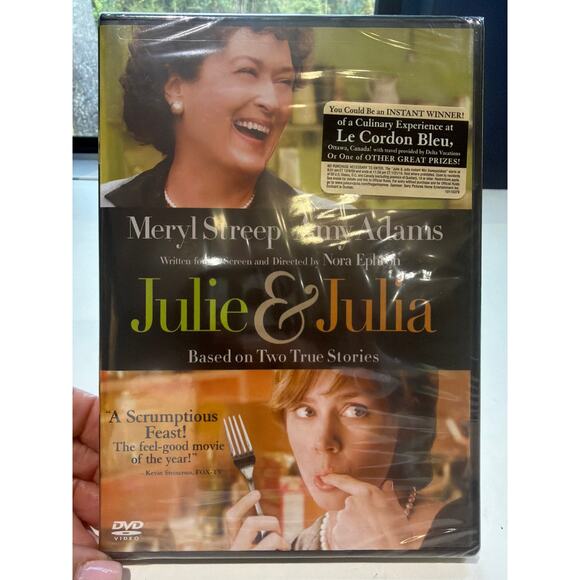 You Could Be an INSTANT WINNER!
of a Culinary Experience at
Le Cordon Bleu,
Ottawa, Canada! with travel provided by Delta Vacations
Or One of OTHER GREAT PRIZES!
Meryl Streep Amy Adams
Written for the Screen and Directed by Nora Ephron
Julie & Julia
Based on Two True Stories
"A Scrumptious
Feast!
The feel-good movie
of the year!"
DVD
VIDEO